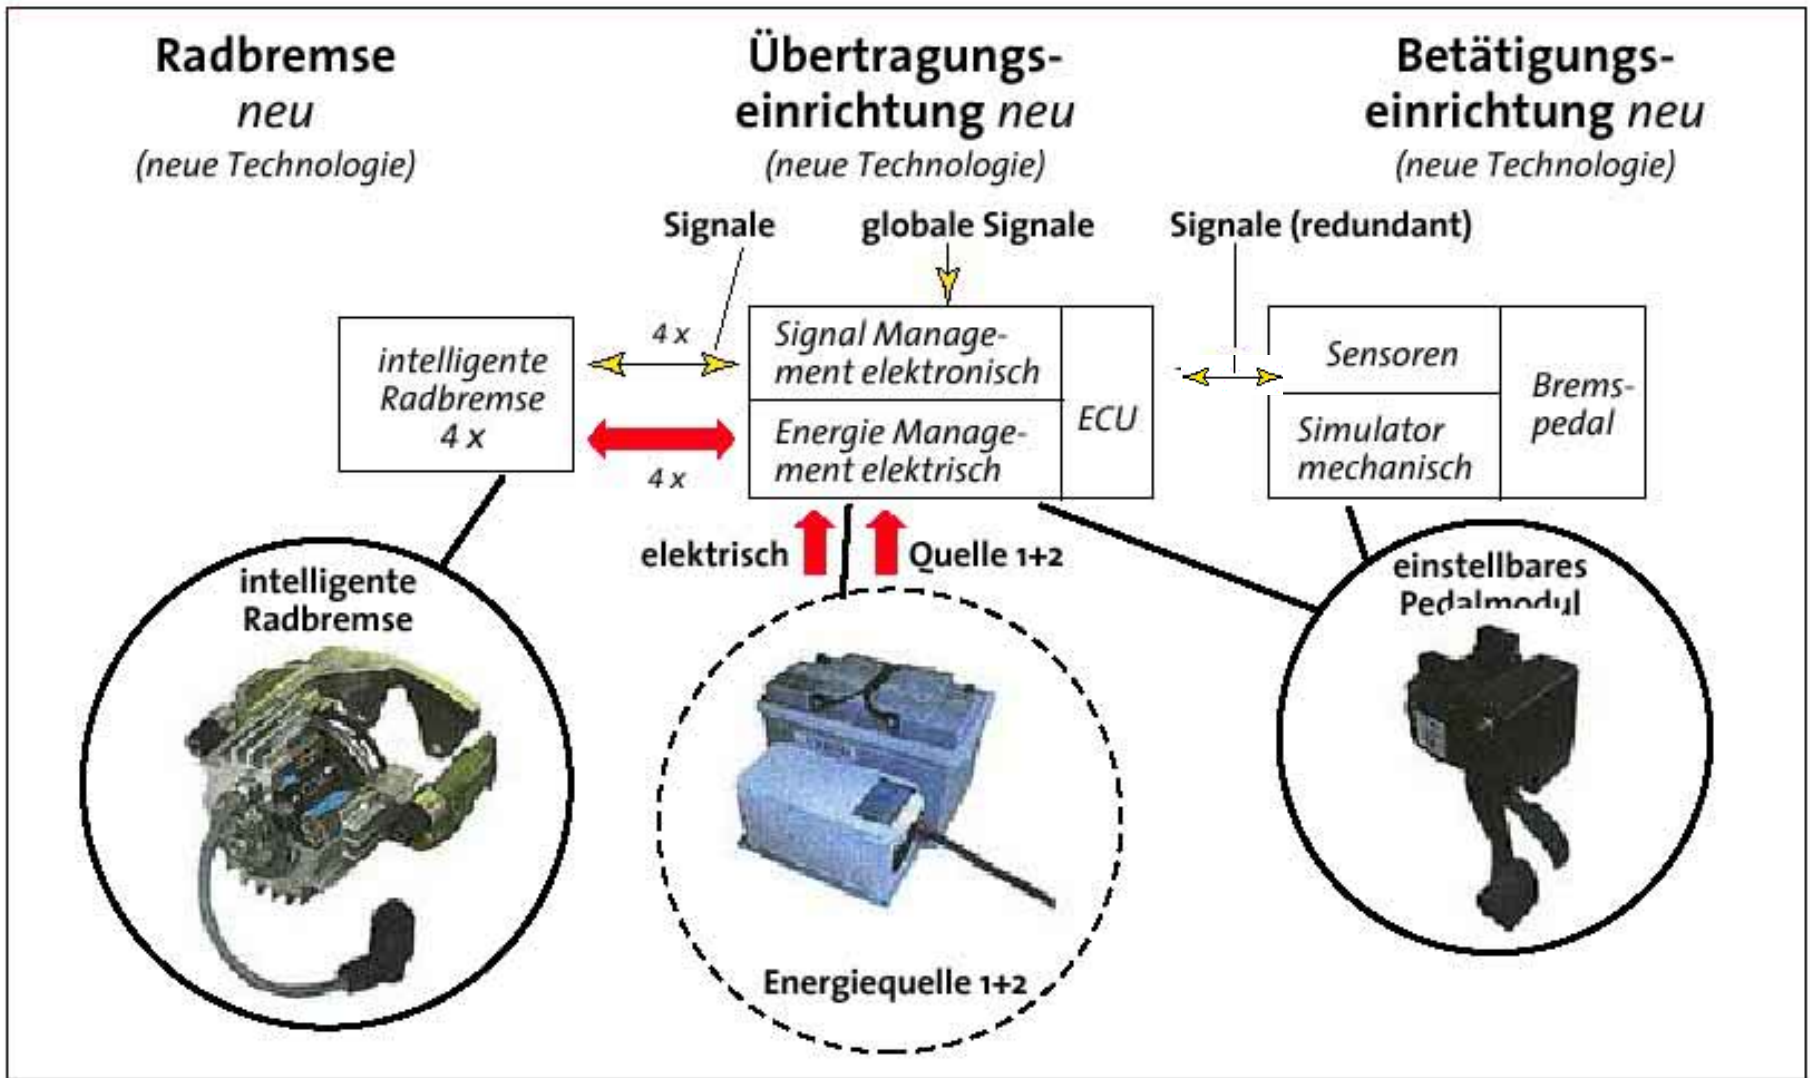 Radbremse
neu
(neue Technologie)
Übertragungs-
einrichtung neu
(neue Technologie)
Betätigungs-
einrichtung neu
(neue Technologie)
Signale
globale Signale
Signale (redundant)
intelligente
Radbremse
4 x
4 x
4 x
Signal Manage-
ment elektronisch
Energie Manage-
ment elektrisch
ECU
Sensoren
Simulator
mechanisch
Brems-
pedal
elektrisch
Quelle 1+2
intelligente
Radbremse
Energiequelle 1+2
einstellbares
Pedalmodul